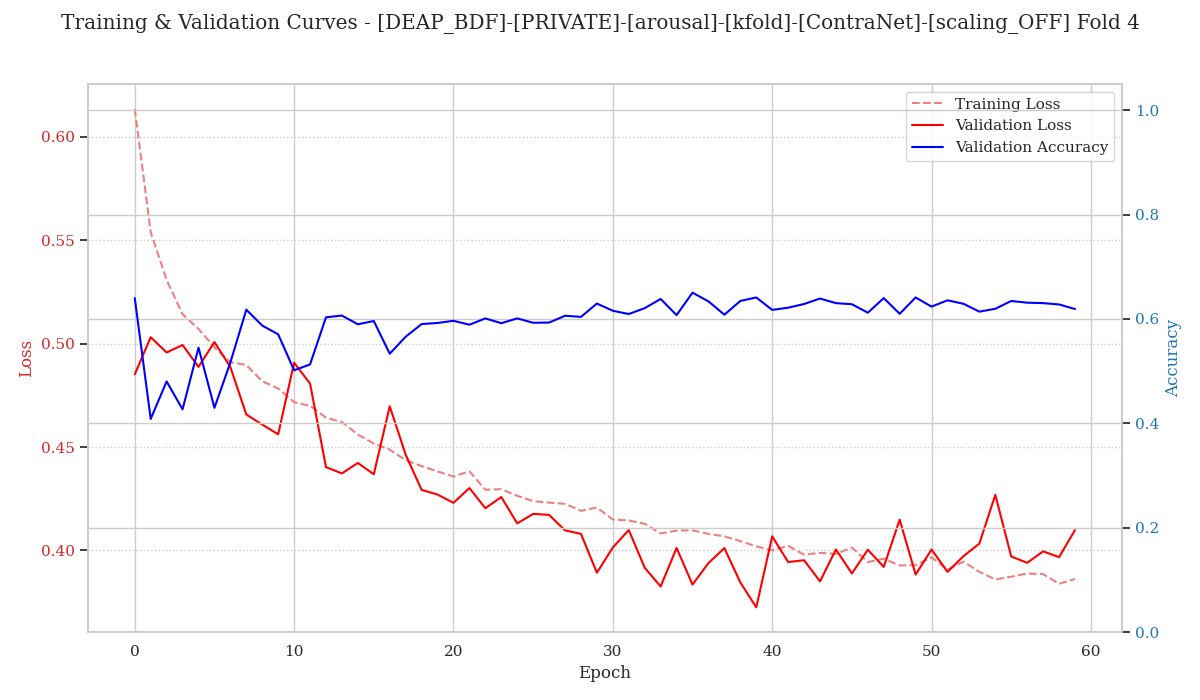 Training & Validation Curves - [DEAP_BDF]-[PRIVATE]-[arousal]-[kfold]-[ContraNet]-[scaling_OFF] Fold 4
Training Loss
Validation Loss
Validation Accuracy
Loss
0.60
0.55
0.50
0.45
0.40
1.0
0.8
0.6
0.4
0.2
0.0
Accuracy
0
10
20
30
40
50
60
Epoch